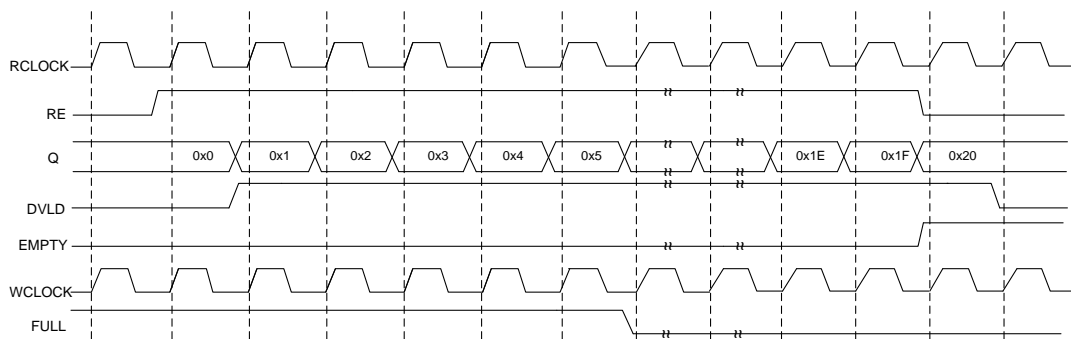 RCLOCK
RE
Q 0x0 0x1 0x2 0x3 0x4 0x5 0x1E 0x1F 0x20
DVLD
EMPTY
WCLOCK
FULL